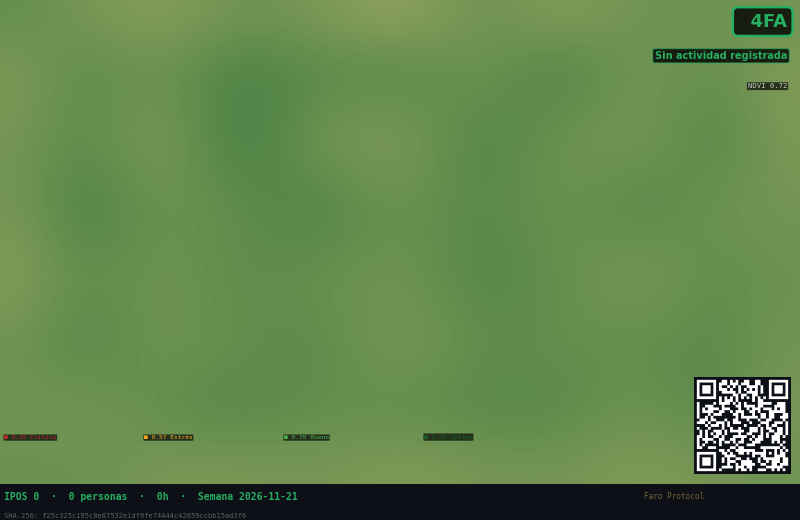 4FA
Sin actividad registrada
NDVI 0.72
0.57 Estrés
0.70 Bueno
IPOS 0 · 0 personas · 0h · Semana 2026-11-21
Faro Protocol
SHA-256: f25c325c195c8e87532e1df9fe74444c42659ccbb15ad3f6